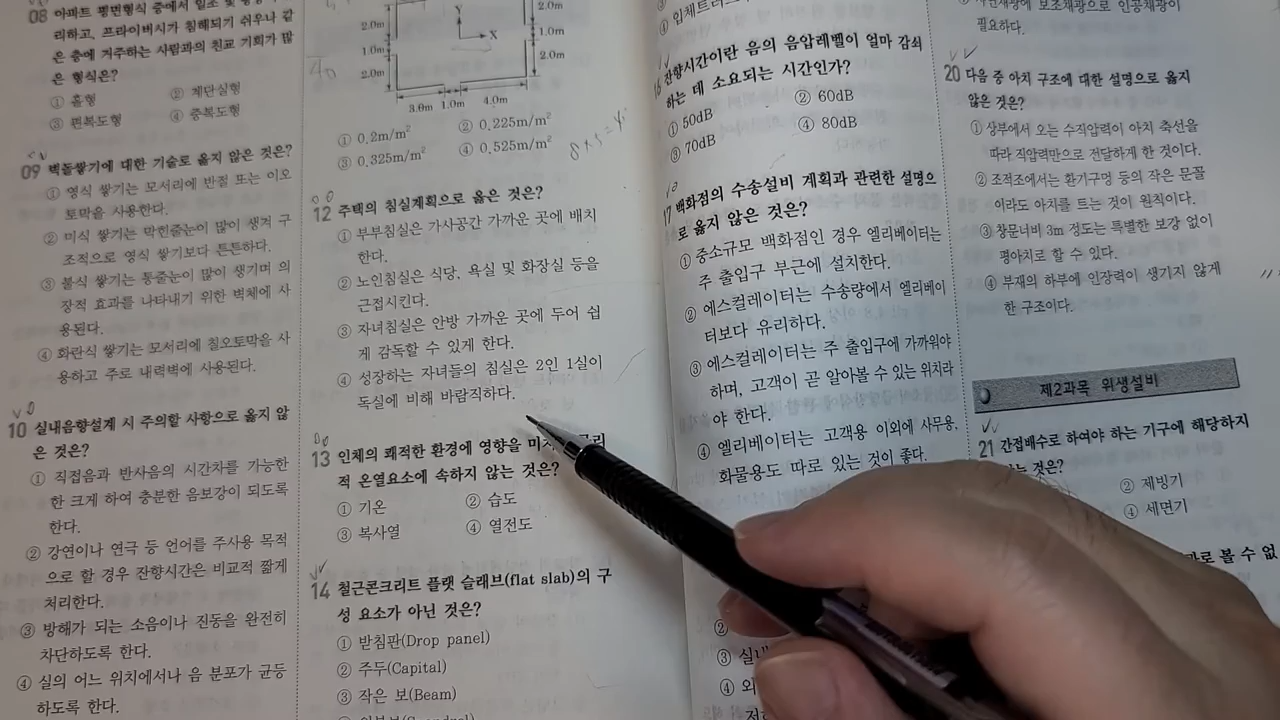 08 아파트 평면형식 중에서 일조 및
리하고, 프라이버시가 침해되기 쉬우나 같
은 층에 거주하는 사람과의 친교 기회가 많
은 형식은?
① 홀형 ② 계단실형
③ 편복도형 ④ 중복도형
09 벽돌쌓기에 대한 기술로 옳지 않은 것은?
① 영식 쌓기는 모서리에 반절 또는 이오
토막을 사용한다.
② 미식 쌓기는 막힌줄눈이 많이 생겨 구
조적으로 영식 쌓기보다 튼튼하다.
③ 불식 쌓기는 통줄눈이 많이 생기며 의
장적 효과를 나타내기 위한 벽체에 사
용된다.
④ 화란식 쌓기는 모서리에 칠오토막을 사
용하고 주로 내력벽에 사용된다.
10 실내음향설계 시 주의할 사항으로 옳지 않
은 것은?
① 직접음과 반사음의 시간차를 가능한
한 크게 하여 충분한 음보강이 되도록
한다.
② 강연이나 연극 등 언어를 주사용 목적
으로 할 경우 잔향시간은 비교적 짧게
처리한다.
③ 방해가 되는 소음이나 진동을 완전히
차단하도록 한다.
④ 실의 어느 위치에서나 음 분포가 균등
하도록 한다.
2.0m
1.0m
2.0m
Y
X
2.0m
1.0m
2.0m
3.0m 1.0m 4.0m
① 0.2m/m² ② 0.225m/m²
③ 0.325m/m² ④ 0.525m/m²
12 주택의 침실계획으로 옳은 것은?
① 부부침실은 가사공간 가까운 곳에 배치
한다.
② 노인침실은 식당, 욕실 및 화장실 등을
근접시킨다.
③ 자녀침실은 안방 가까운 곳에 두어 쉽
게 감독할 수 있게 한다.
④ 성장하는 자녀들의 침실은 2인 1실이
독실에 비해 바람직하다.
13 인체의 쾌적한 환경에 영향을
적 온열요소에 속하지 않는 것은?
① 기온 ② 습도
③ 복사열 ④ 열전도
14 철근콘크리트 플랫 슬래브(flat slab)의 구
성 요소가 아닌 것은?
① 받침판(Drop panel)
② 주두(Capital)
③ 작은 보(Beam)
잔향시간이란 음의 음압레벨이 얼마 감쇠
하는 데 소요되는 시간인가?
① 50dB ② 60dB
③ 70dB ④ 80dB
17 백화점의 수송설비 계획과 관련한 설명으
로 옳지 않은 것은?
① 중소규모 백화점인 경우 엘리베이터는
주 출입구 부근에 설치한다.
② 에스컬레이터는 수송량에서 엘리베이
터보다 유리하다.
③ 에스컬레이터는 주 출입구에 가까워야
하며, 고객이 곧 알아볼 수 있는 위치라
야 한다.
④ 엘리베이터는 고객용 이외에 사무용,
화물용도 따로 있는 것이 좋다.
②
③
④ 외
필요하다.
20 다음 중 아치 구조에 대한 설명으로 옳지
않은 것은?
① 상부에서 오는 수직압력이 아치 축선을
따라 직압력만으로 전달하게 한 것이다.
② 조적조에서는 환기구멍 등의 작은 문꼴
이라도 아치를 트는 것이 원칙이다.
③ 창문너비 3m 정도는 특별한 보강 없이
평아치로 할 수 있다.
④ 부재의 하부에 인장력이 생기지 않게
한 구조이다.
제2과목 위생설비
21 간접배수로 하여야 하는 기구에 해당하지
것은?
② 제빙기
④ 세면기
볼 수 없